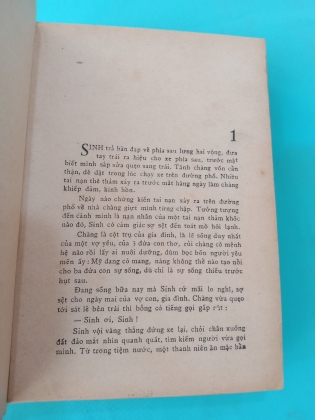 1
SINH trả bàn đạp về phía sau lưng hai vòng, đưa
tay trái ra hiệu cho xe phía sau, trước mặt
biết mình sắp sửa quẹo sang trái. Tánh chàng vốn cẩn
thận, dè dặt trong lúc chạy xe trên đường phố. Nhiều
tai nạn thê thảm xảy ra trước mắt hằng ngày làm chàng
khiếp đảm, kinh hồn.
Ngày nào chứng kiến tai nạn xảy ra trên đường
phố về nhà chàng giựt mình từng chập. Tưởng tượng
đến cảnh mình là nạn nhân của một tai nạn thảm khốc
nào đó, Sinh có cảm giác sợ sệt đến toát mồ hôi lạnh.
Chàng là cột trụ của gia đình, là lẽ sống duy nhất
của một vợ yếu, của 3 đứa con thơ, rủi chàng có mệnh
hệ nào rồi lấy ai nuôi dưỡng, đùm bọc hôn người yêu
mến ấy: Mỹ đang có mang, nàng không thể nào tạo nổi
cho ba đứa con sự sống, dù chỉ là sự sống thiếu trước
hụt sau.
Đang sống bữa nay mà Sinh cứ mãi lo nghĩ, sợ
sệt cho ngày mai của vợ con, gia đình. Chàng vừa quẹo
tới sát lề bên trái thì bỗng có tiếng gọi gấp rút:
— Sinh ơi, Sinh!
Sinh vội vàng thắng đứng xe lại, chỏi chân xuống
đất đảo mắt nhìn quanh quất, tìm kiếm người vừa gọi
mình. Từ trong tiệm nước, một thanh niên ăn mặc bảnh